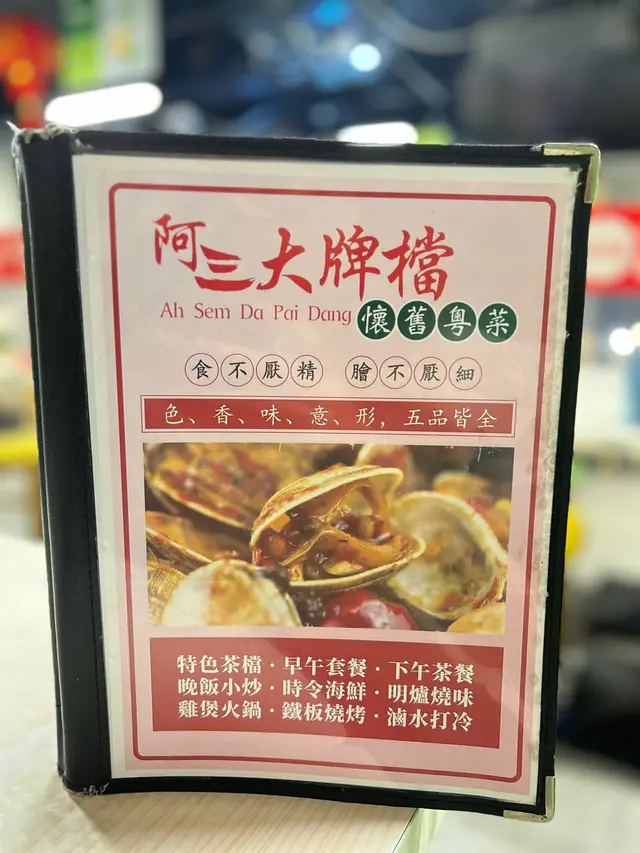 阿三大牌檔
Ah Sem Da Pai Dang 懷舊粵菜
食不厭精 膾不厭細
色、香、味、意、形，五品皆全
特色茶檔·早午套餐·下午茶餐
晚飯小炒·時令海鮮·明爐燒味
雞煲火鍋·鐵板燒烤·滷水打冷